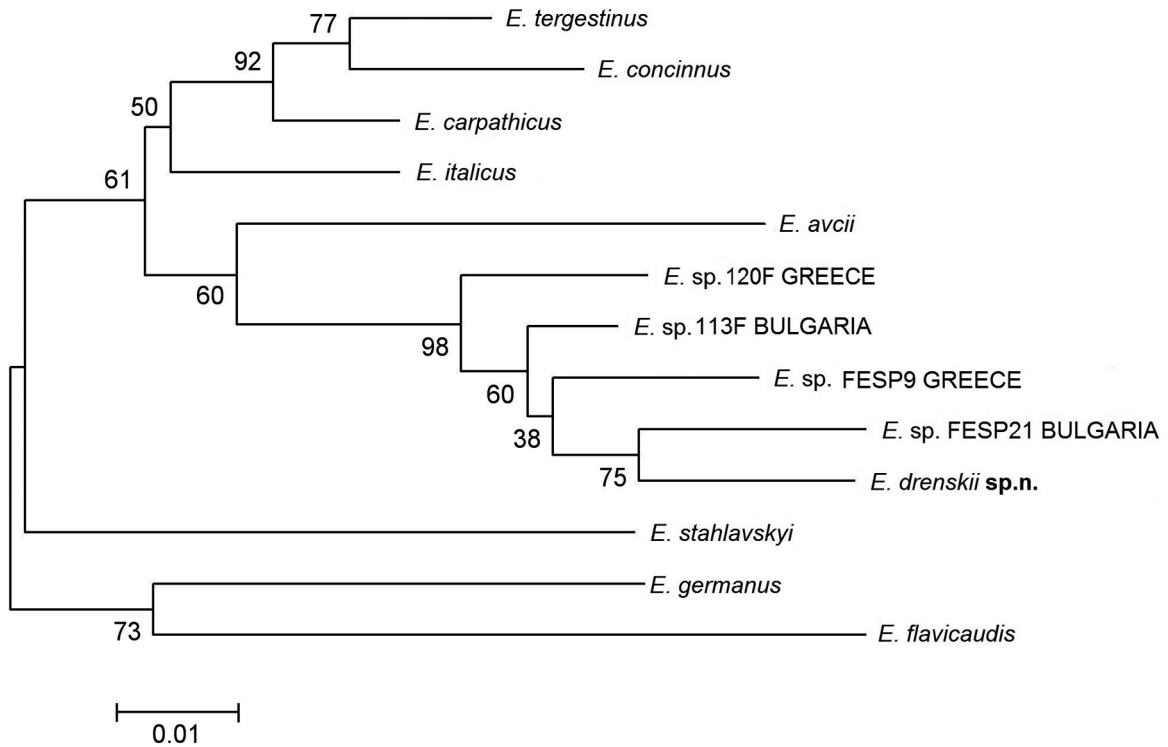 77
E. tergestinus
92
E. concinnus
50
E. carpathicus
61
E. italicus
E. avcii
60
E. sp. 120F GREECE
98
E. sp. 113F BULGARIA
60
E. sp. FESP9 GREECE
38
E. sp. FESP21 BULGARIA
75
E. drenskii sp.n.
E. stahlavskyi
E. germanus
73
E. flavicaudis
0.01